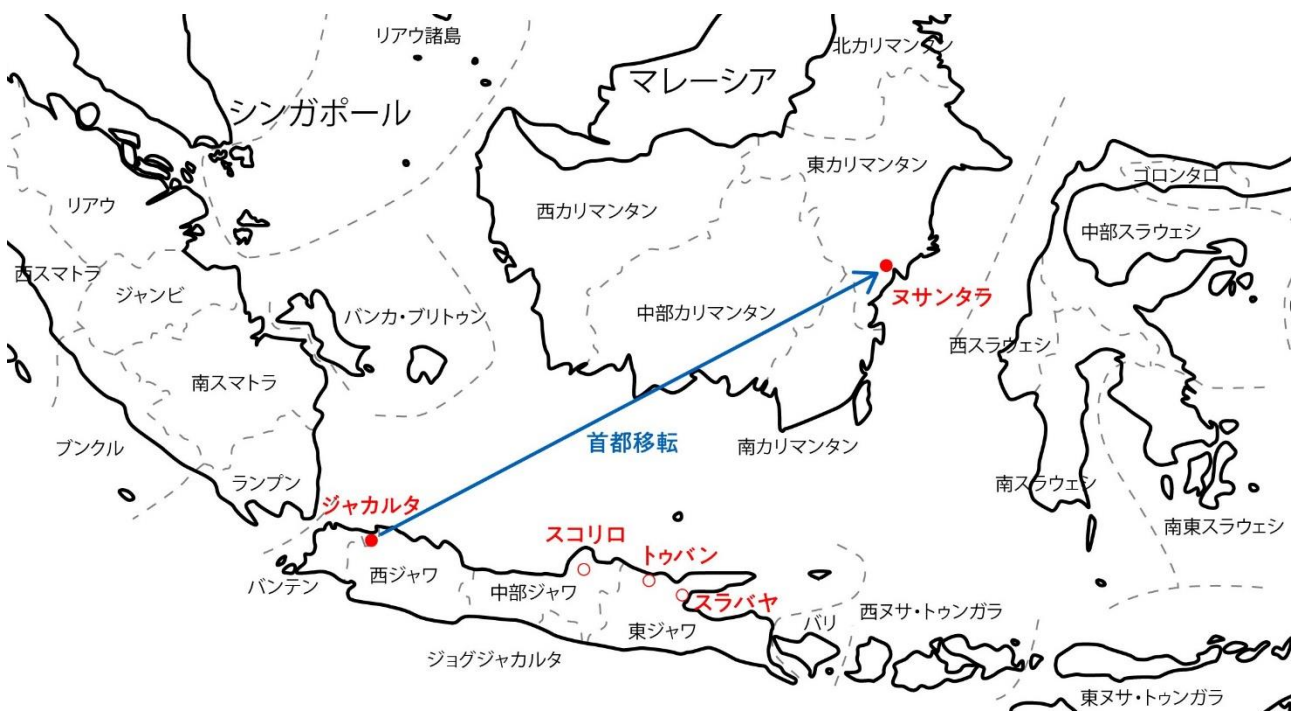 リアウ諸島
北カリマンタン
マレーシア
シンガポール
東カリマンタン
ゴロンタロ
リアウ
西カリマンタン
中部スラウェシ
西スマトラ
ジャンビ
ヌサンタラ
バンカ・ブリトゥン
中部カリマンタン
西スラウェシ
南スマトラ
首都移転
南カリマンタン
ブンクル
ランプン
南スラウェシ
ジャカルタ
南東スラウェシ
スコリロ
トゥバン
バンテン
西ジャワ
中部ジャワ
スラバヤ
西ヌサ・トゥンガラ
東ジャワ
バリ
ジョグジャカルタ
東ヌサ・トゥンガラ